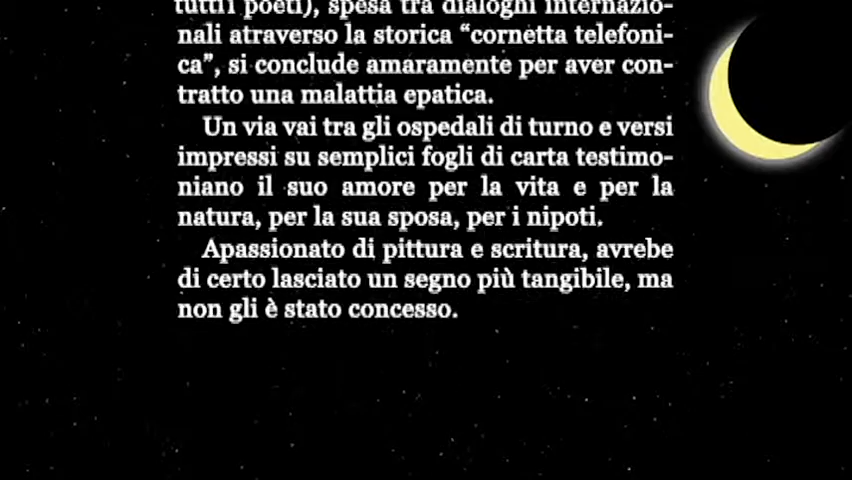 tutti i poeti), spesa tra dialoghi internazio-
nali atraverso la storica “cornetta telefoni-
ca”, si conclude amaramente per aver con-
tratto una malattia epatica.
Un via vai tra gli ospedali di turno e versi
impressi su semplici fogli di carta testimo-
niano il suo amore per la vita e per la
natura, per la sua sposa, per i nipoti.
Apassionato di pittura e scritura, avrebe
di certo lasciato un segno più tangibile, ma
non gli è stato concesso.